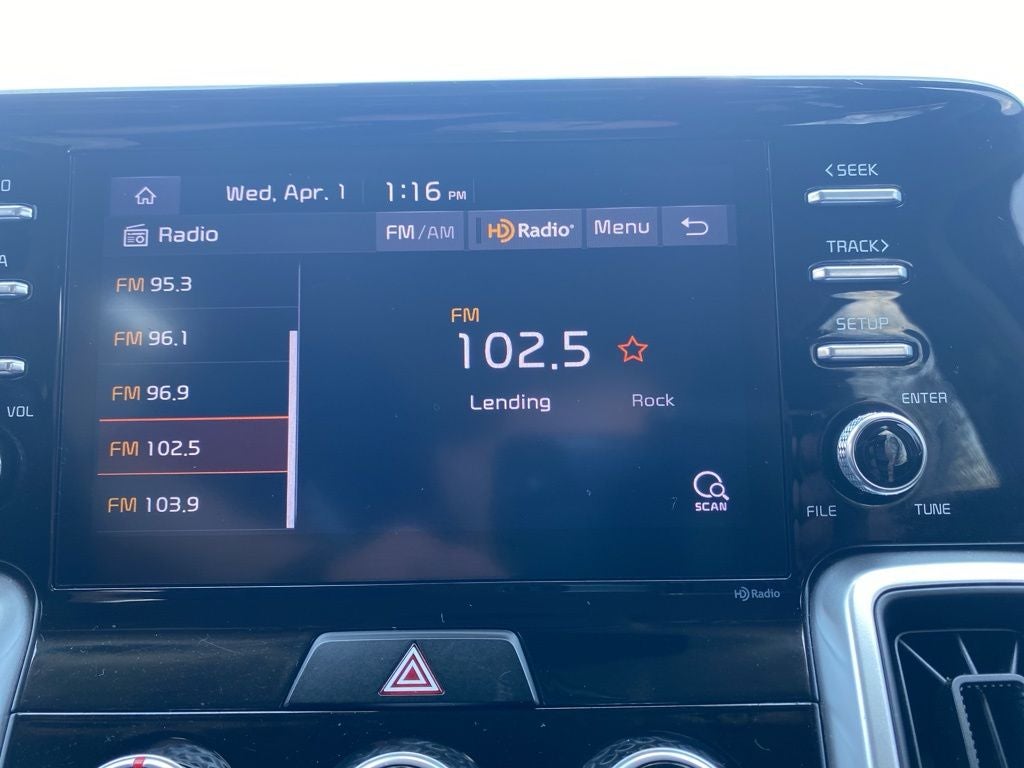 Wed, Apr. 1 1:16 PM
Radio FM/AM HD Radio® Menu
FM 95.3
FM 96.1
FM 96.9
FM 102.5
FM 103.9
FM
102.5
Lending Rock
SCAN
HD Radio
VOL
<SEEK
TRACK>
SETUP
ENTER
FILE TUNE